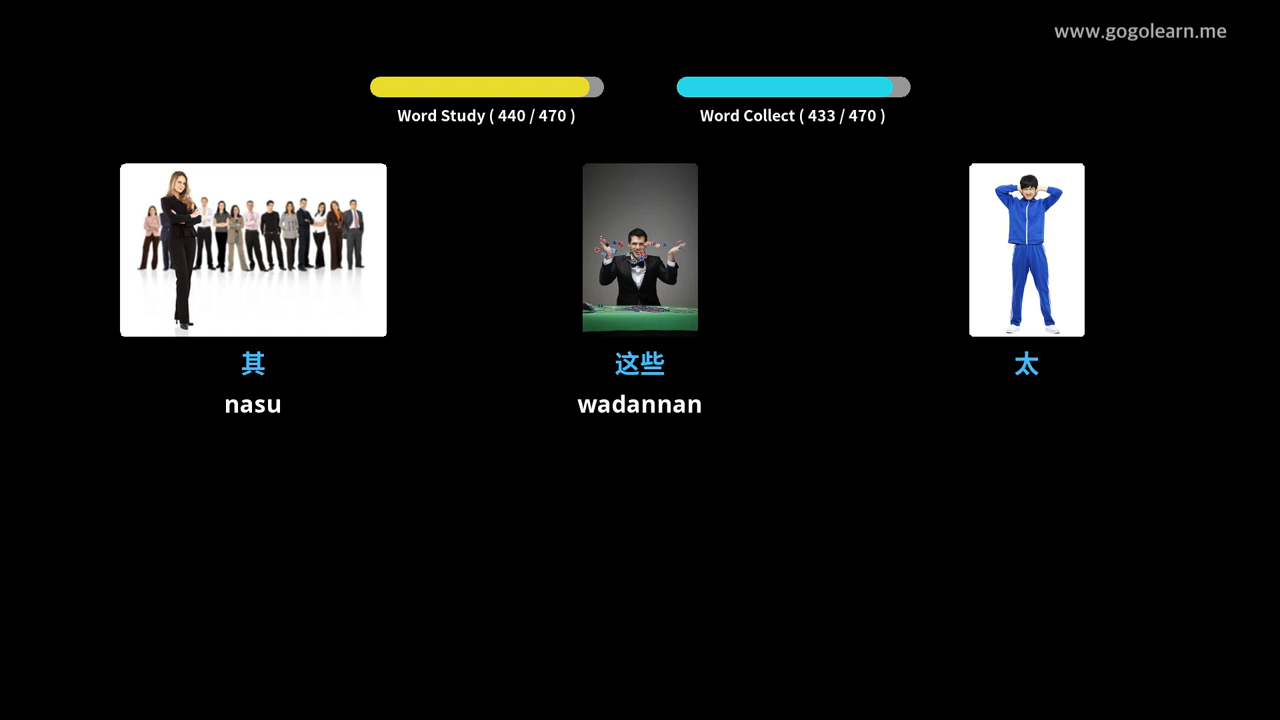 www.gogolearn.me
Word Study ( 440 / 470 )
Word Collect ( 433 / 470 )
其
这些
太
nasu
wadannan